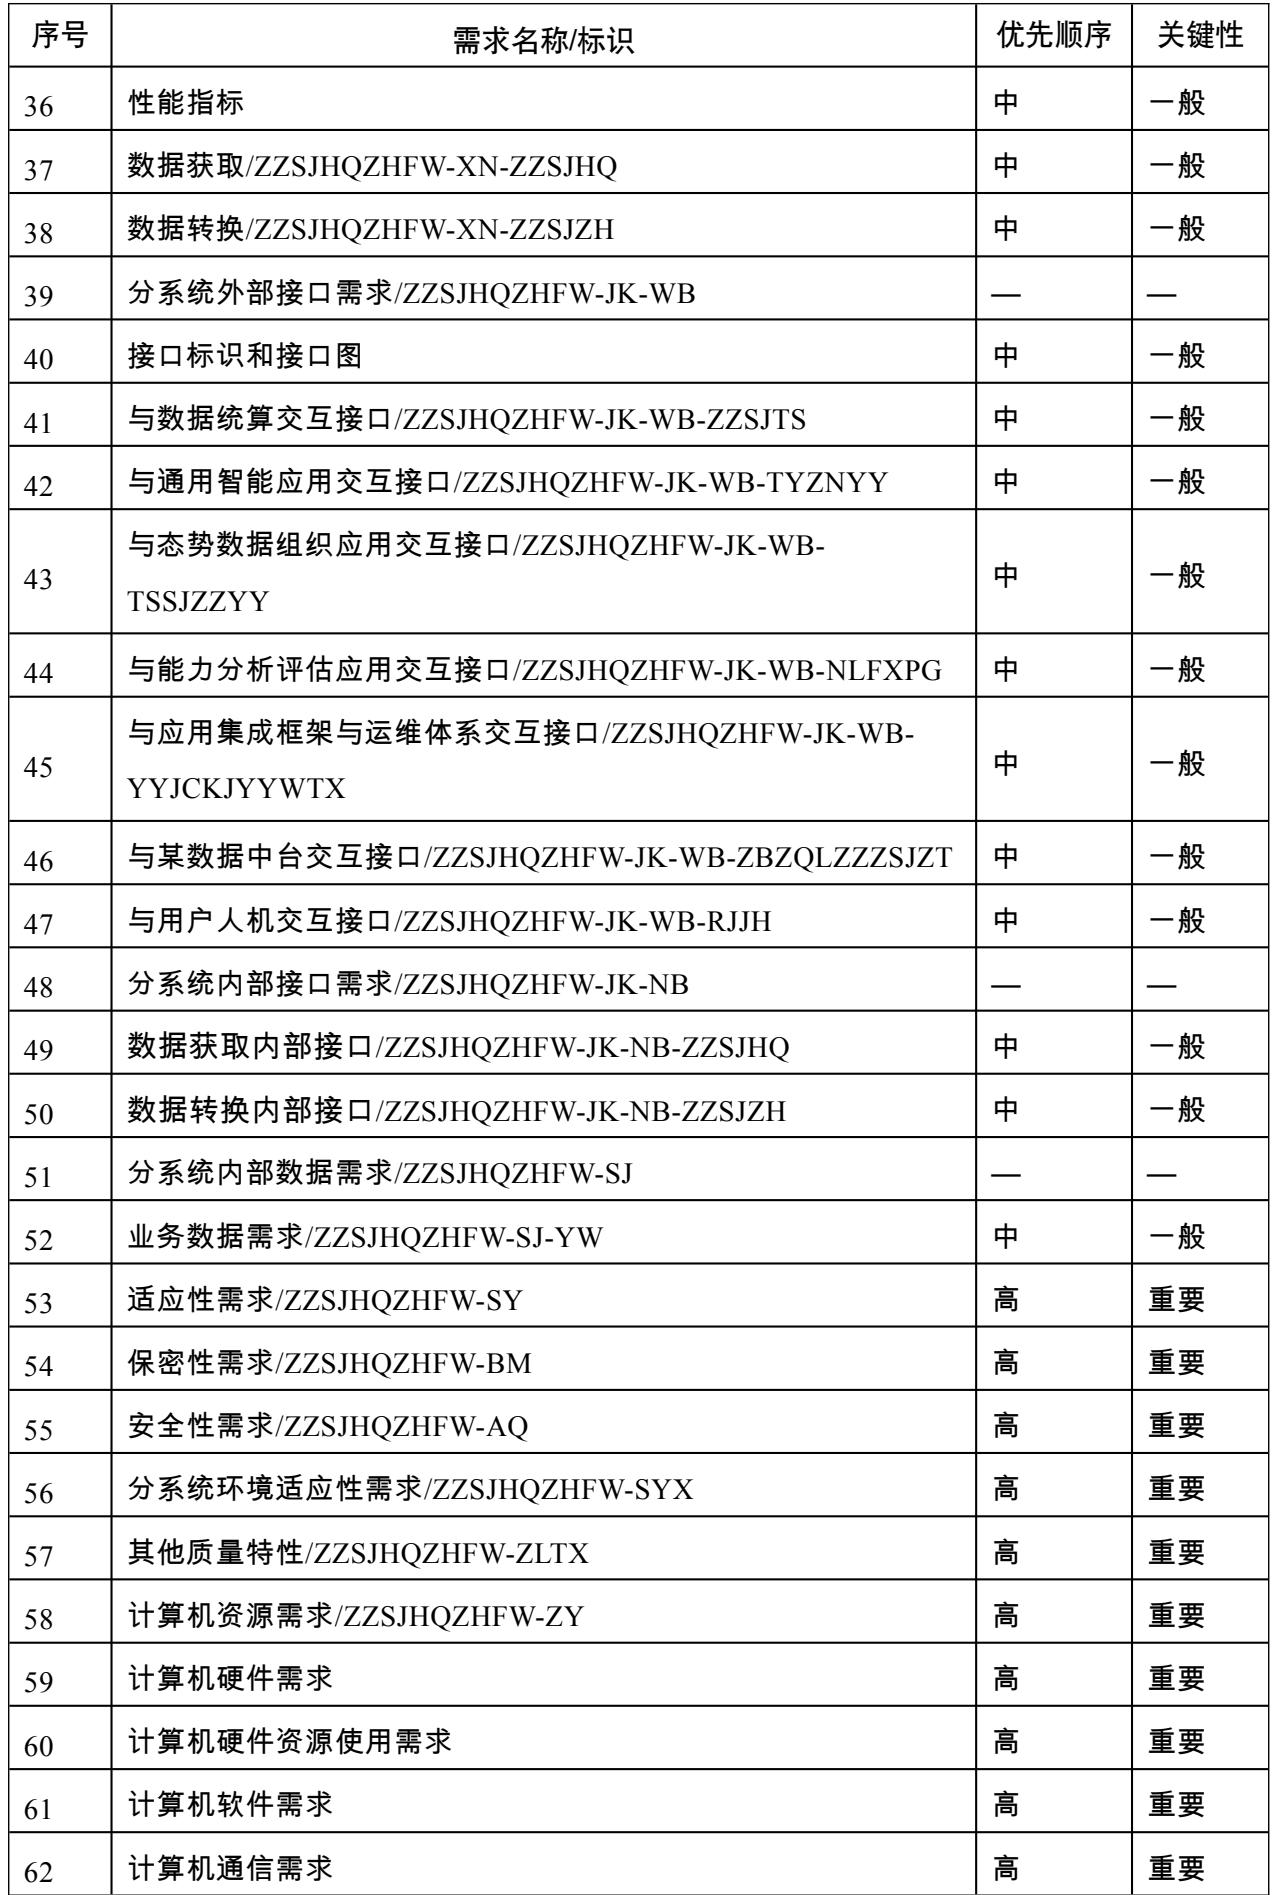 序号 需求名称/标识 优先顺序 关键性
36 性能指标 中 一般
37 数据获取/ZZSJHQZHFW-XN-ZZSJHQ 中 一般
38 数据转换/ZZSJHQZHFW-XN-ZZSJZH 中 一般
39 分系统外部接口需求/ZZSJHQZHFW-JK-WB — —
40 接口标识和接口图 中 一般
41 与数据统算交互接口/ZZSJHQZHFW-JK-WB-ZZSJTS 中 一般
42 与通用智能应用交互接口/ZZSJHQZHFW-JK-WB-TYZNYY 中 一般
43 与态势数据组织应用交互接口/ZZSJHQZHFW-JK-WB-
TSSJZZYY 中 一般
44 与能力分析评估应用交互接口/ZZSJHQZHFW-JK-WB-NLFXPG 中 一般
45 与应用集成框架与运维体系交互接口/ZZSJHQZHFW-JK-WB-
YYJCKJYYWTX 中 一般
46 与某数据中台交互接口/ZZSJHQZHFW-JK-WB-ZBZQLZZZSJZT 中 一般
47 与用户人机交互接口/ZZSJHQZHFW-JK-WB-RJJH 中 一般
48 分系统内部接口需求/ZZSJHQZHFW-JK-NB — —
49 数据获取内部接口/ZZSJHQZHFW-JK-NB-ZZSJHQ 中 一般
50 数据转换内部接口/ZZSJHQZHFW-JK-NB-ZZSJZH 中 一般
51 分系统内部数据需求/ZZSJHQZHFW-SJ — —
52 业务数据需求/ZZSJHQZHFW-SJ-YW 中 一般
53 适应性需求/ZZSJHQZHFW-SY 高 重要
54 保密性需求/ZZSJHQZHFW-BM 高 重要
55 安全性需求/ZZSJHQZHFW-AQ 高 重要
56 分系统环境适应性需求/ZZSJHQZHFW-SYX 高 重要
57 其他质量特性/ZZSJHQZHFW-ZLTX 高 重要
58 计算机资源需求/ZZSJHQZHFW-ZY 高 重要
59 计算机硬件需求 高 重要
60 计算机硬件资源使用需求 高 重要
61 计算机软件需求 高 重要
62 计算机通信需求 高 重要